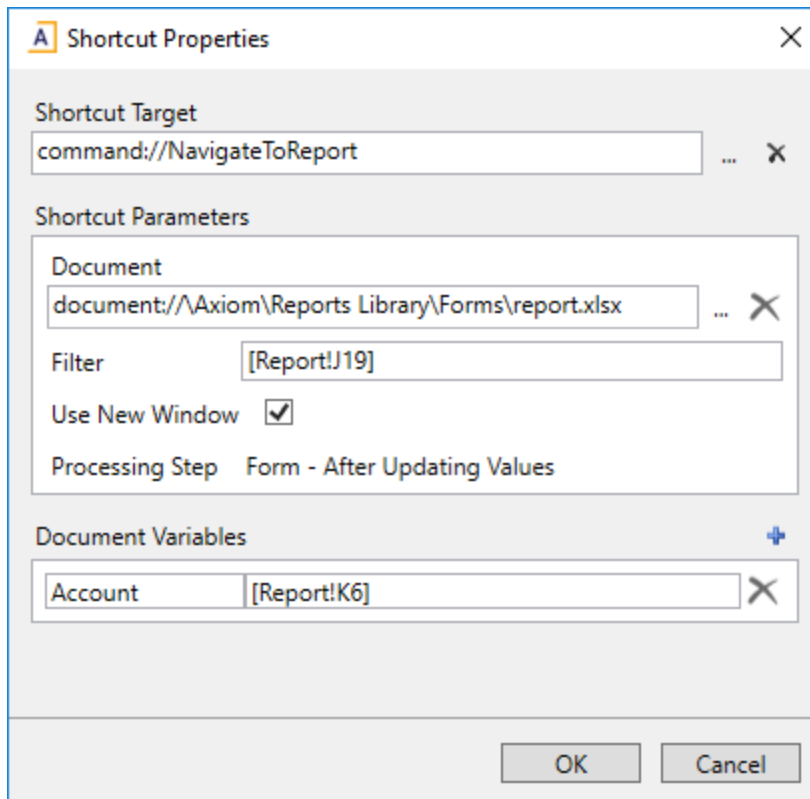 A Shortcut Properties
Shortcut Target
command://NavigateToReport
...
Shortcut Parameters
Document
document://\Axiom\Reports Library\Forms\report.xlsx
...
Filter [Report!J19]
Use New Window
Processing Step Form - After Updating Values
Document Variables
Account [Report!K6]
OK Cancel